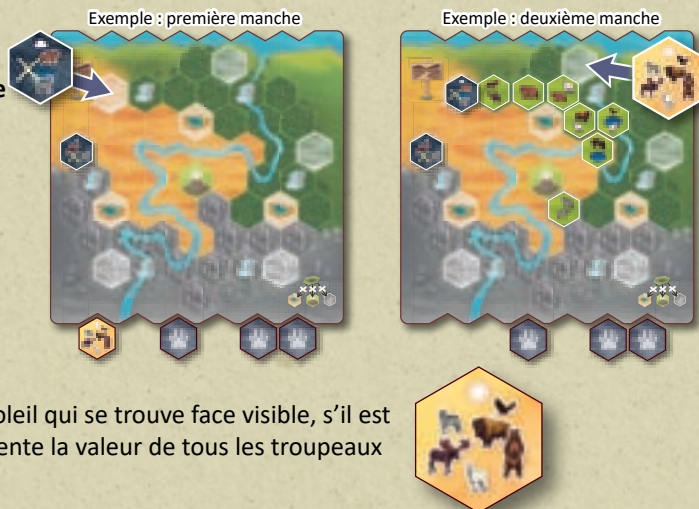 Exemple : première manche
Exemple : deuxième manche
e
oleil qui se trouve face visible, s’il est
ente la valeur de tous les troupeaux